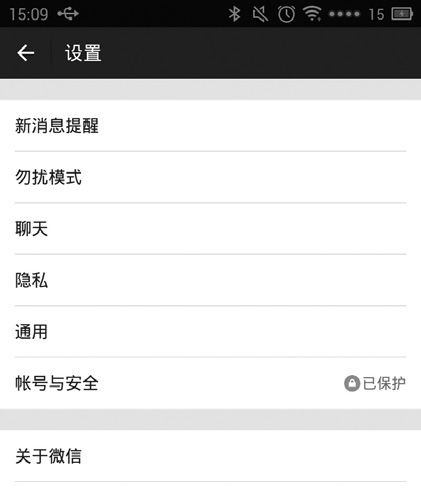 15:09 15
设置
新消息提醒
勿扰模式
聊天
隐私
通用
帐号与安全 已保护
关于微信